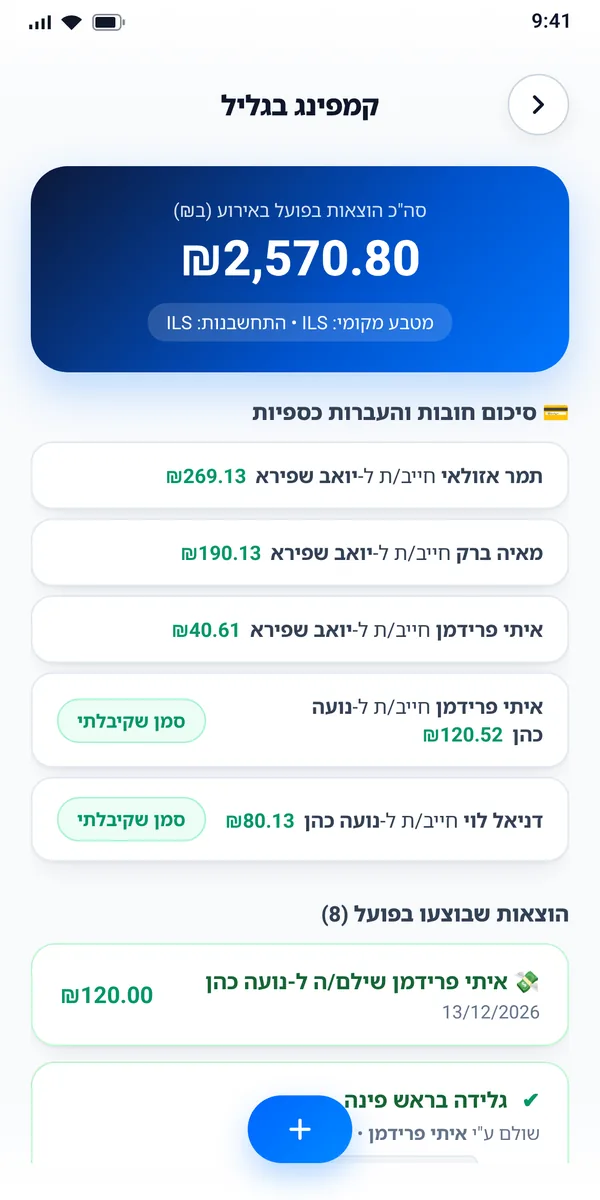 9:41
קמפינג בגליל
סה"כ הוצאות בפועל באירוע (ב₪)
₪2,570.80
מטבע מקומי: ILS • התחשבנות: ILS
💳 סיכום חובות והעברות כספיות
תמר אזולאי חייב/ת ל-יואב שפירא ₪269.13
מאיה ברק חייב/ת ל-יואב שפירא ₪190.13
איתי פרידמן חייב/ת ל-יואב שפירא ₪40.61
איתי פרידמן חייב/ת ל-נועה
כהן ₪120.52
סמן שקיבלתי
דניאל לוי חייב/ת ל-נועה כהן ₪80.13
סמן שקיבלתי
הוצאות שבוצעו בפועל (8)
💸 איתי פרידמן שילם/ה ל-נועה כהן
₪120.00
13/12/2026
✔ גלידה בראש פינה
שולם ע"י איתי פרידמן •
+